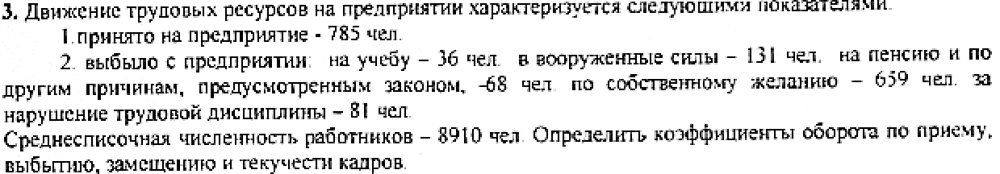 3. Движение трудовых ресурсов на предприятии характеризуется следующими показателями.
1.принято на предприятие - 785 чел.
2. выбыло с предприятии: на учебу – 36 чел. в вооруженные силы – 131 чел. на пенсию и по
другим причинам, предусмотренным законом, -68 чел. по собственному желанию – 659 чел. за
нарушение трудовой дисциплины – 81 чел.
Среднесписочная численность работников – 8910 чел. Определить коэффициенты оборота по приему,
выбытию, замещению и текучести кадров.